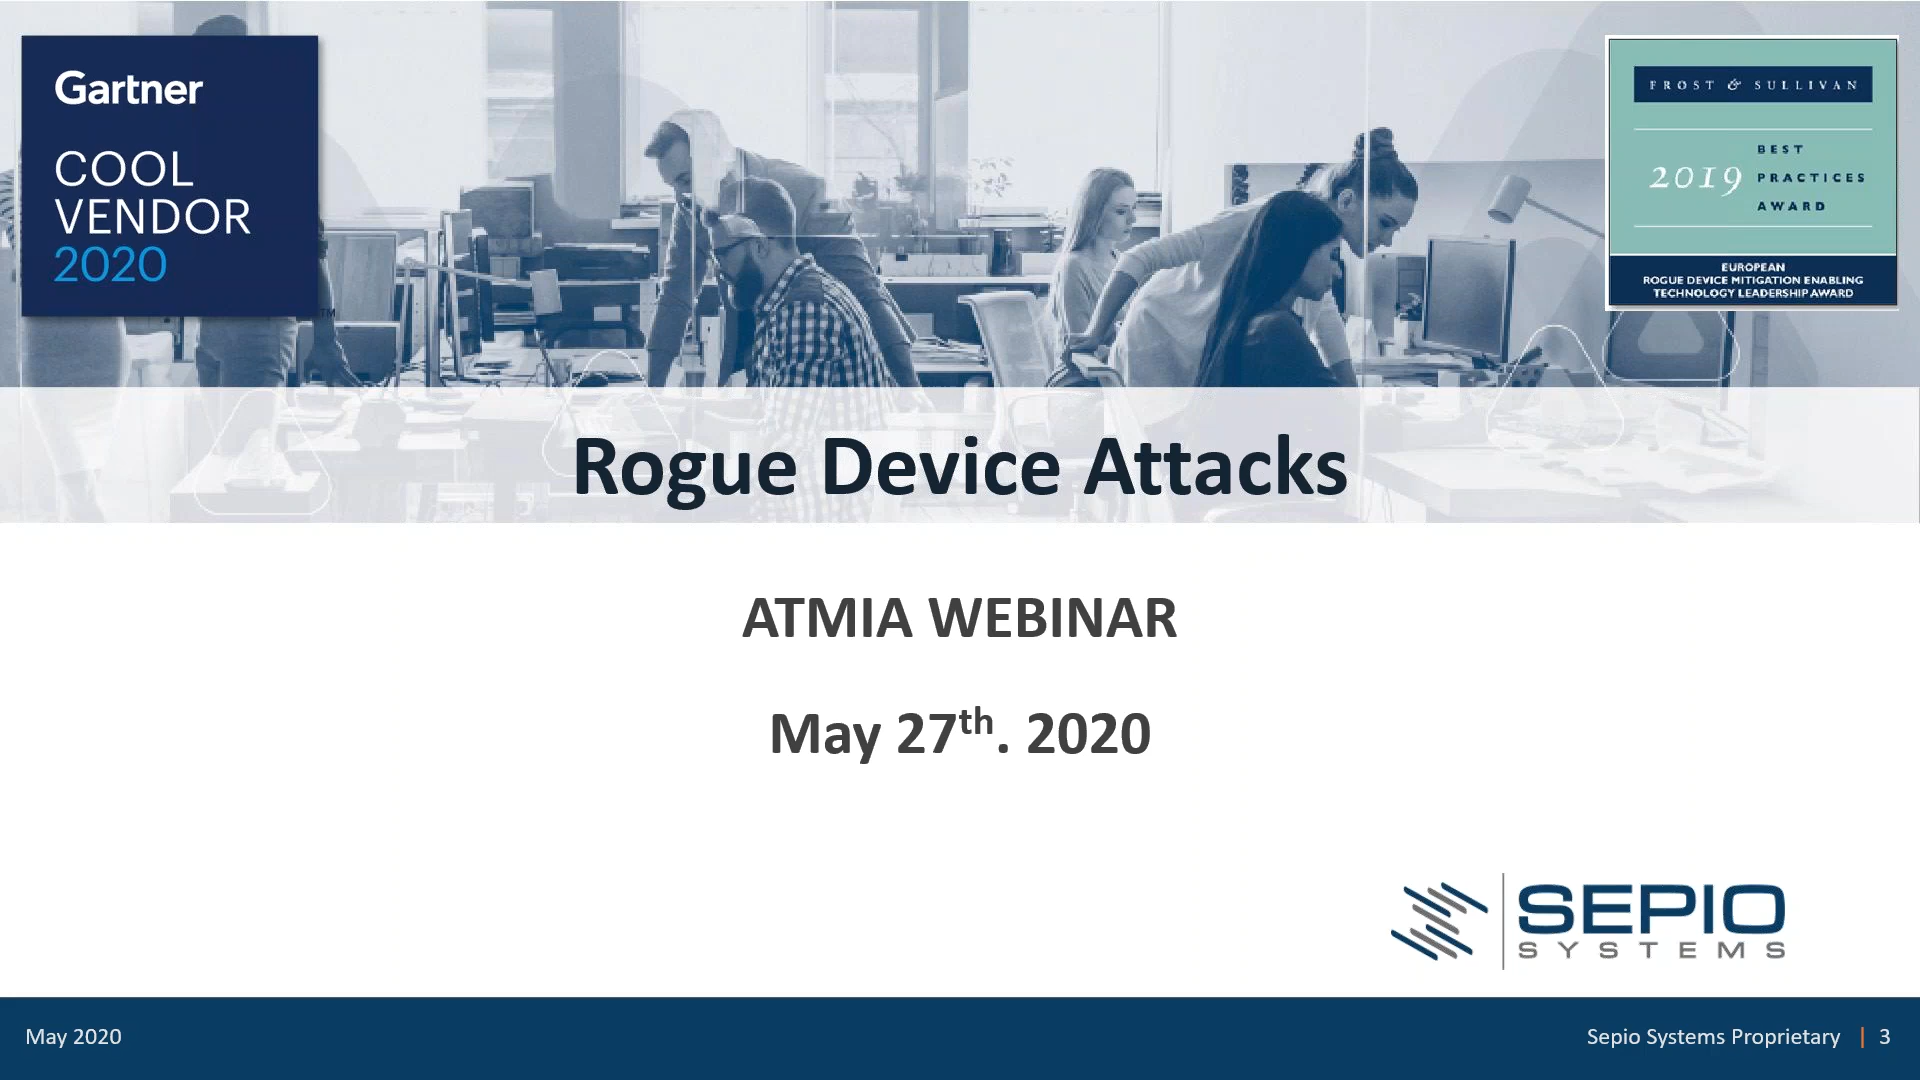 Gartner
COOL
VENDOR
2020
TM
FROST & SULLIVAN
2019
BEST
PRACTICES
AWARD
EUROPEAN
ROGUE DEVICE MITIGATION ENABLING
TECHNOLOGY LEADERSHIP AWARD
Rogue Device Attacks
ATMIA WEBINAR
May 27th. 2020
SEPIO
SYSTEMS
May 2020
Sepio Systems Proprietary | 3